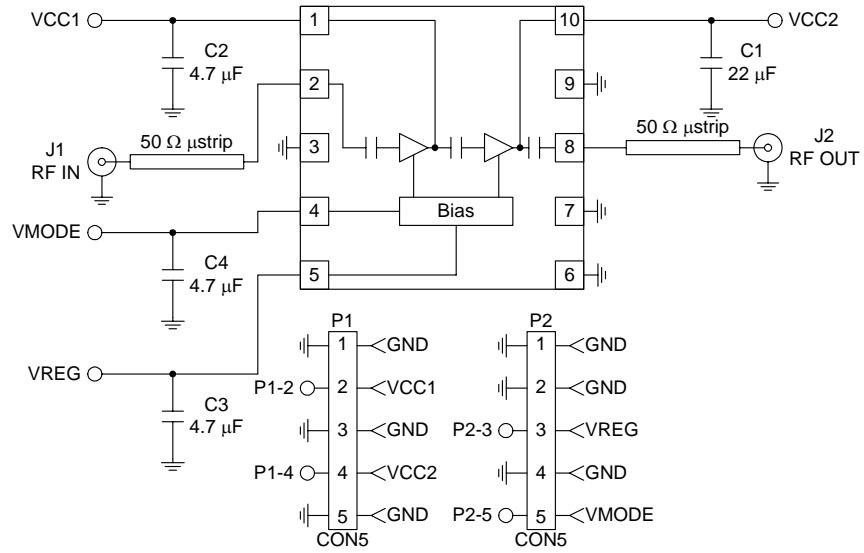 VCC1
C2
4.7 μF
1
10
VCC2
C1
22 μF
2
9
J1
RF IN
50 Ω μstrip
3
8
50 Ω μstrip
J2
RF OUT
VMODE
4
Bias
7
C4
4.7 μF
5
6
VREG
C3
4.7 μF
P1
1 GND
P1-2 2 VCC1
3 GND
P1-4 4 VCC2
5 GND
CON5
P2
1 GND
2 GND
P2-3 3 VREG
4 GND
P2-5 5 VMODE
CON5